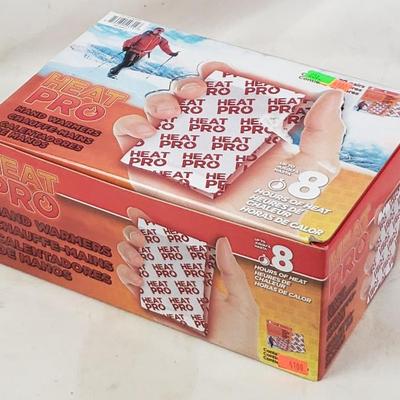 HEAT
PRO
HAND WARMERS
CHAUFFE-MAINS
CALENTADORES
DE MANOS
HEAT PRO
8
HOURS OF HEAT
HEURES DE
CHALEUR
HORAS DE CALOR
HEAT
PRO
HAND WARMERS
CHAUFFE-MAINS
CALENTADORES
DE MANOS
HEAT PRO
8
HOURS OF HEAT
HEURES DE
CHALEUR
HORAS DE CALOR